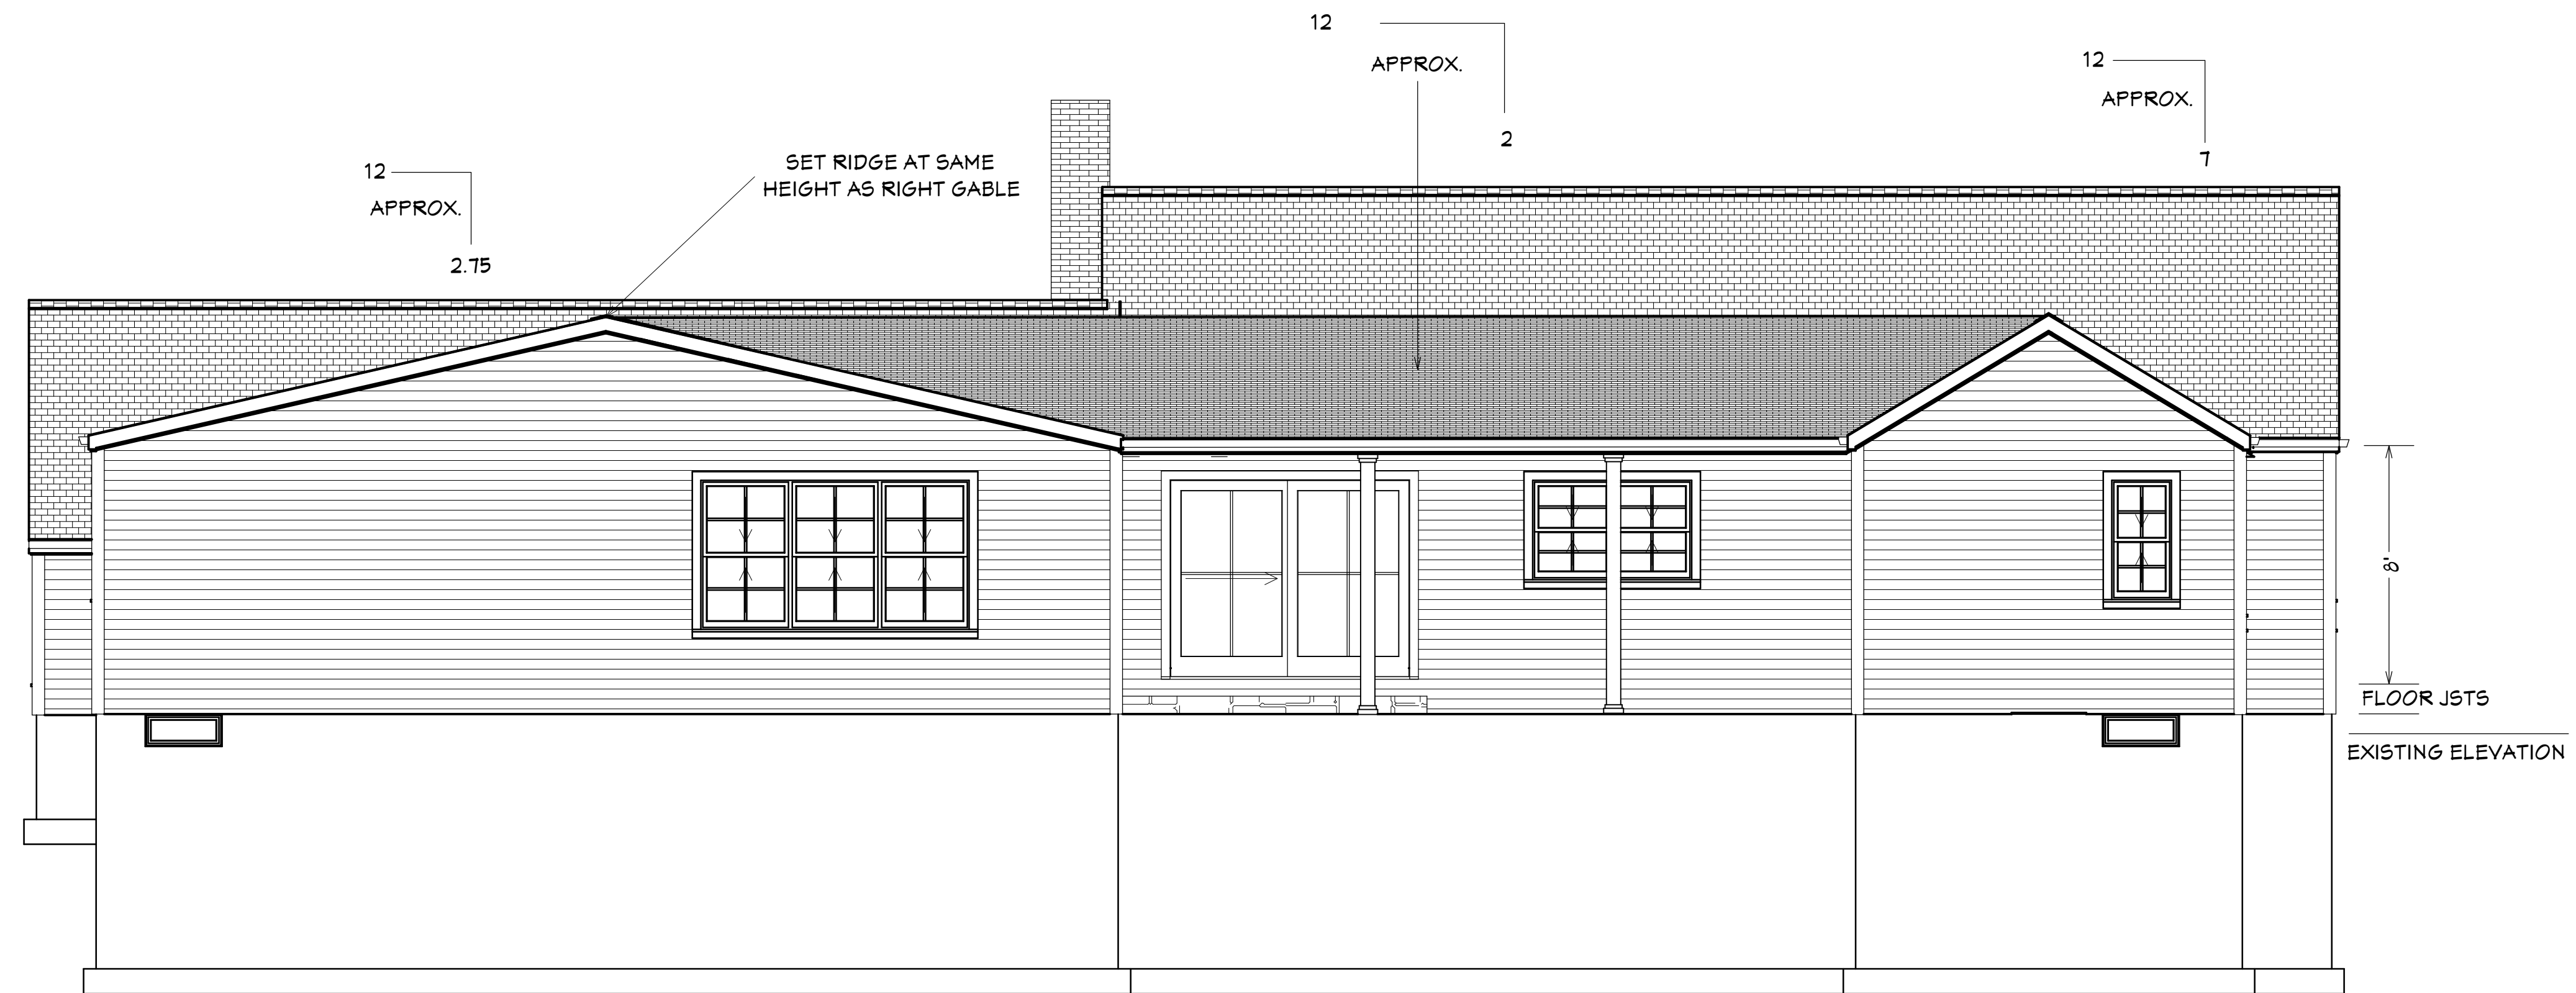 12
APPROX.
2
12
APPROX.
7
SET RIDGE AT SAME
HEIGHT AS RIGHT GABLE
12
APPROX.
2.75
8'
FLOOR JSTS
EXISTING ELEVATION